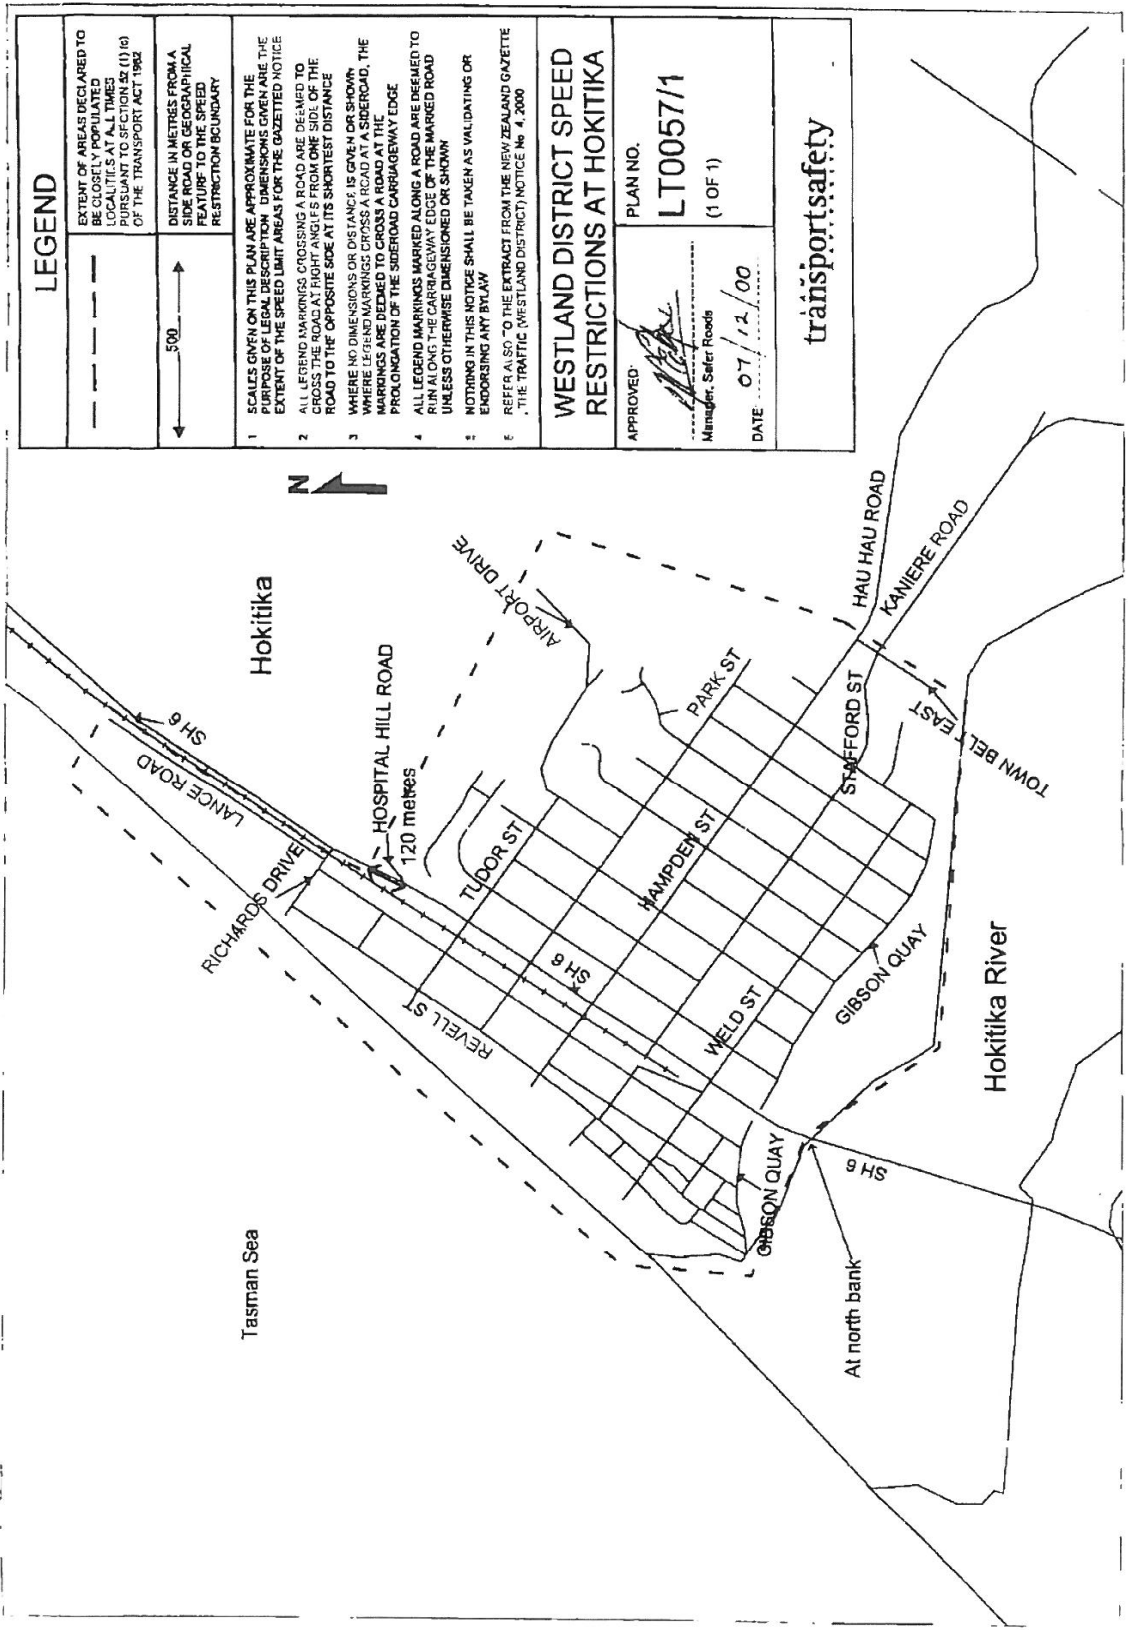 LEGEND
EXTENT OF AREAS DECLARED TO
BE CLOSELY POPULATED
LOCALITIES AT ALL TIMES
PURSUANT TO SECTION 52 (1) (c)
OF THE TRANSPORT ACT 1962
500
DISTANCE IN METRES FROM A
SIDE ROAD OR GEOGRAPHICAL
FEATURE TO THE SPEED
RESTRICTION BOUNDARY
1 SCALES GIVEN ON THIS PLAN ARE APPROXIMATE FOR THE
PURPOSE OF LEGAL DESCRIPTION DIMENSIONS GIVEN ARE THE
EXTENT OF THE SPEED LIMIT AREAS FOR THE GAZETTED NOTICE
2 ALL LEGEND MARKINGS CROSSING A ROAD ARE DEEMED TO
CROSS THE ROAD AT RIGHT ANGLES FROM ONE SIDE OF THE
ROAD TO THE OPPOSITE SIDE AT ITS SHORTEST DISTANCE
3 WHERE NO DIMENSIONS OR DISTANCE IS GIVEN OR SHOWN
WHERE LEGEND MARKINGS CROSS A ROAD AT A SIDEROAD, THE
MARKINGS ARE DEEMED TO CROSS A ROAD AT THE
PROLONGATION OF THE SIDEROAD CARRIAGEWAY EDGE
4 ALL LEGEND MARKINGS MARKED ALONG A ROAD ARE DEEMED TO
RUN ALONG THE CARRIAGEWAY EDGE OF THE MARKED ROAD
UNLESS OTHERWISE DIMENSIONED OR SHOWN
NOTHING IN THIS NOTICE SHALL BE TAKEN AS VALIDATING OR
ENDORSING ANY BYLAW
REFER ALSO TO THE EXTRACT FROM THE NEW ZEALAND GAZETTE
, THE TRAFFIC (WESTLAND DISTRICT) NOTICE No 4, 2000
WESTLAND DISTRICT SPEED
RESTRICTIONS AT HOKITIKA
APPROVED:
Manager, Safer Roads
DATE 07/12/00
PLAN NO.
LT0057/1
(1 OF 1)
transportsafety
N
Hokitika
Tasman Sea
Hokitika River
SH 6
LANCE ROAD
RICHARDS DRIVE
HOSPITAL HILL ROAD
120 metres
AIRPORT DRIVE
TUDOR ST
REVELL ST
SH 6
PARK ST
HAMPDEN ST
WELD ST
STAFFORD ST
HAU HAU ROAD
KANIERE ROAD
TOWN BELT EAST
GIBSON QUAY
GIBSON QUAY
SH 6
At north bank